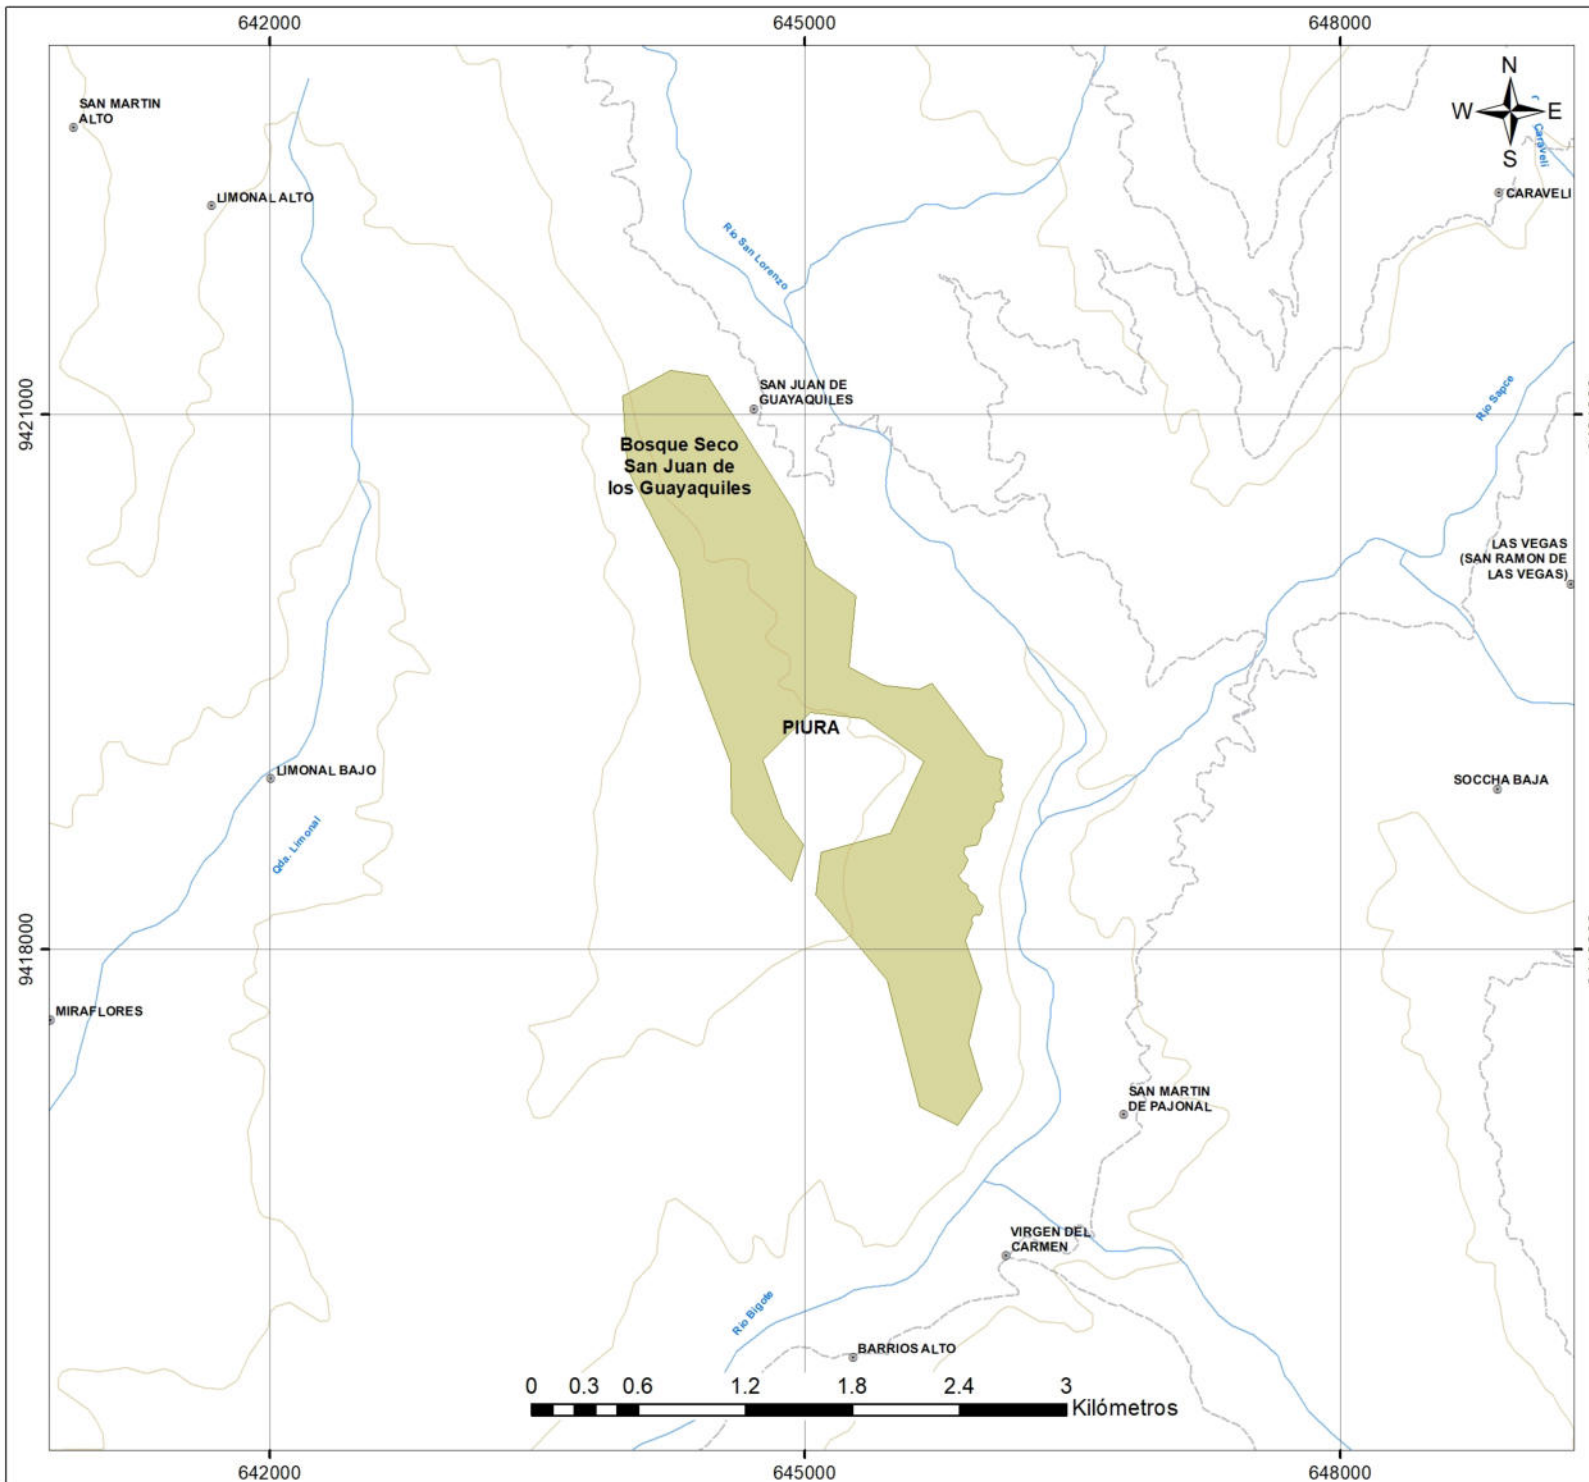 642000
645000
648000
N
W
E
S
SAN MARTIN
ALTO
Caraveli
LIMONAL ALTO
CARAVELI
Río San Lorenzo
9421000
SAN JUAN DE
GUAYAQUILES
Río Sapce
Bosque Seco
San Juan de
los Guayaquiles
LAS VEGAS
(SAN RAMON DE
LAS VEGAS)
PIURA
LIMONAL BAJO
SOCCHA BAJA
Qda. Limonal
9418000
MIRAFLORES
SAN MARTIN
DE PAJONAL
VIRGEN DEL
CARMEN
Río Bigote
BARRIOS ALTO
0 0.3 0.6 1.2 1.8 2.4 3
Kilómetros
642000
645000
648000